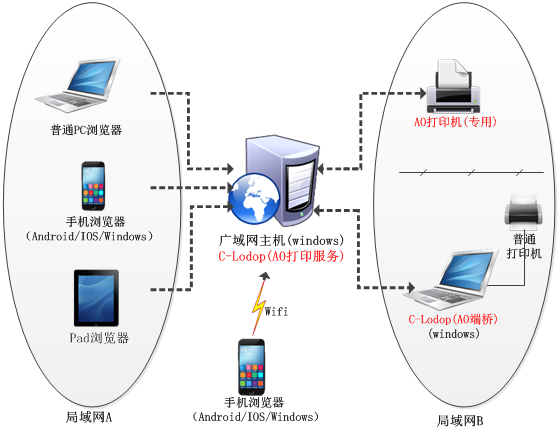 普通PC浏览器
手机浏览器
(Android/IOS/Windows)
Pad浏览器
局域网A
广域网主机(windows)
C-Lodop(AO打印服务)
Wifi
手机浏览器
(Android/IOS/Windows)
AO打印机(专用)
普通
打印机
C-Lodop(AO端桥)
(windows)
局域网B